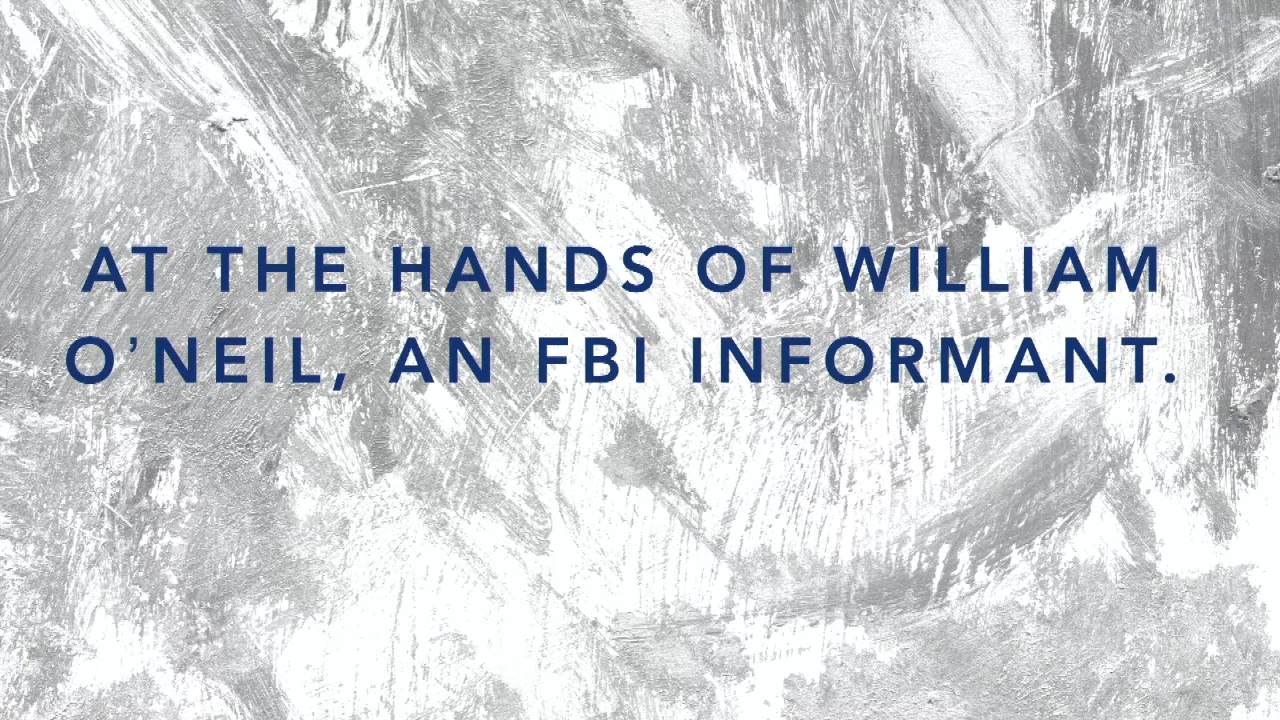 AT THE HANDS OF WILLIAM
O’NEIL, AN FBI INFORMANT.